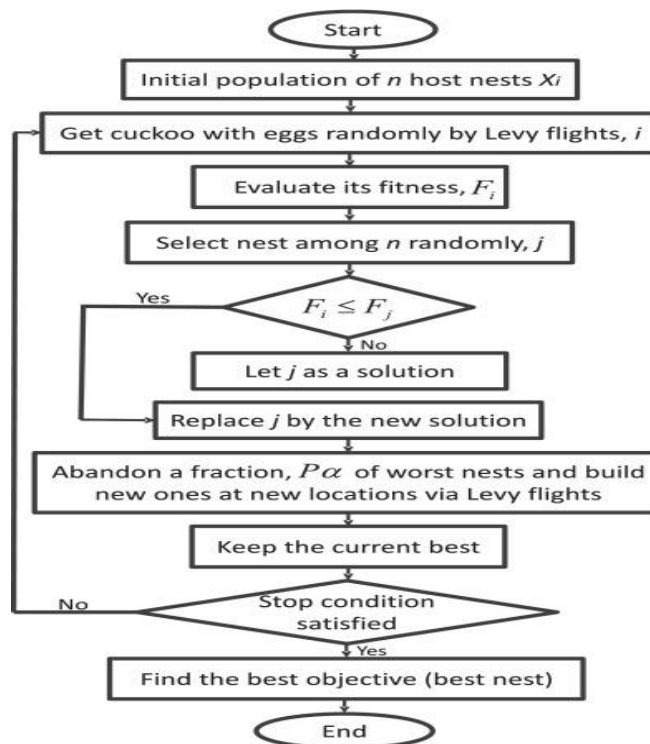 Start
Initial population of n host nests Xi
Get cuckoo with eggs randomly by Levy flights, i
Evaluate its fitness, F_i
Select nest among n randomly, j
Yes
F_i ≤ F_j
No
Let j as a solution
Replace j by the new solution
Abandon a fraction, Pα of worst nests and build
new ones at new locations via Levy flights
Keep the current best
No
Stop condition
satisfied
Yes
Find the best objective (best nest)
End